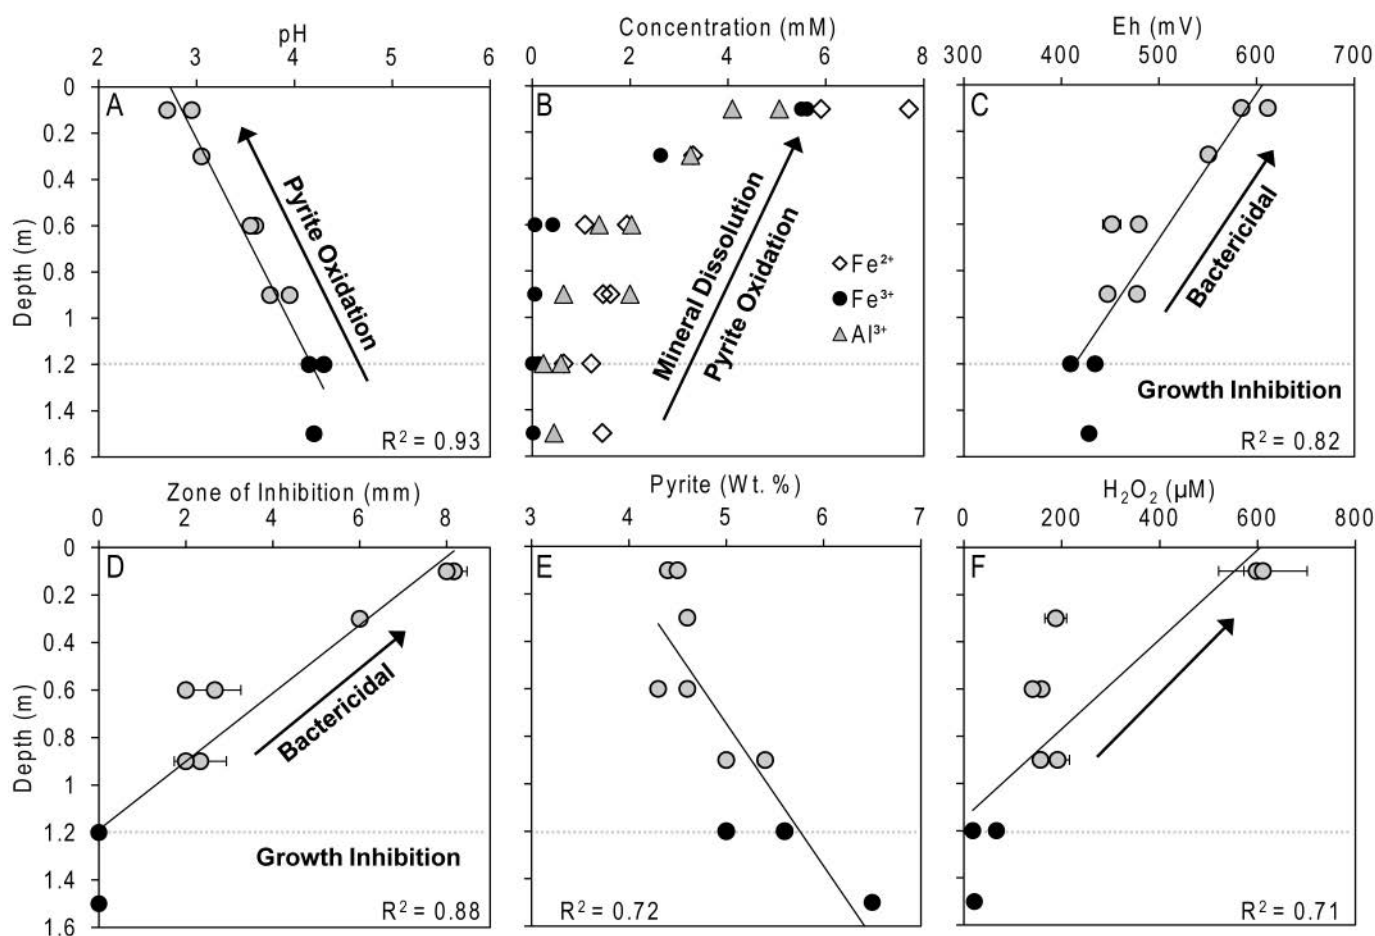 pH
2 3 4 5 6
Concentration (mM)
0 2 4 6 8
Eh (mV)
300 400 500 600 700
Depth (m)
0
0.2
0.4
0.6
0.8
1
1.2
1.4
1.6
A
Pyrite Oxidation
R² = 0.93
B
Mineral Dissolution
Pyrite Oxidation
Fe²⁺
Fe³⁺
Al³⁺
C
Bactericidal
Growth Inhibition
R² = 0.82
Zone of Inhibition (mm)
0 2 4 6 8
Pyrite (Wt. %)
3 4 5 6 7
H₂O₂ (µM)
0 200 400 600 800
Depth (m)
0
0.2
0.4
0.6
0.8
1
1.2
1.4
1.6
D
Bactericidal
Growth Inhibition
R² = 0.88
E
R² = 0.72
F
R² = 0.71